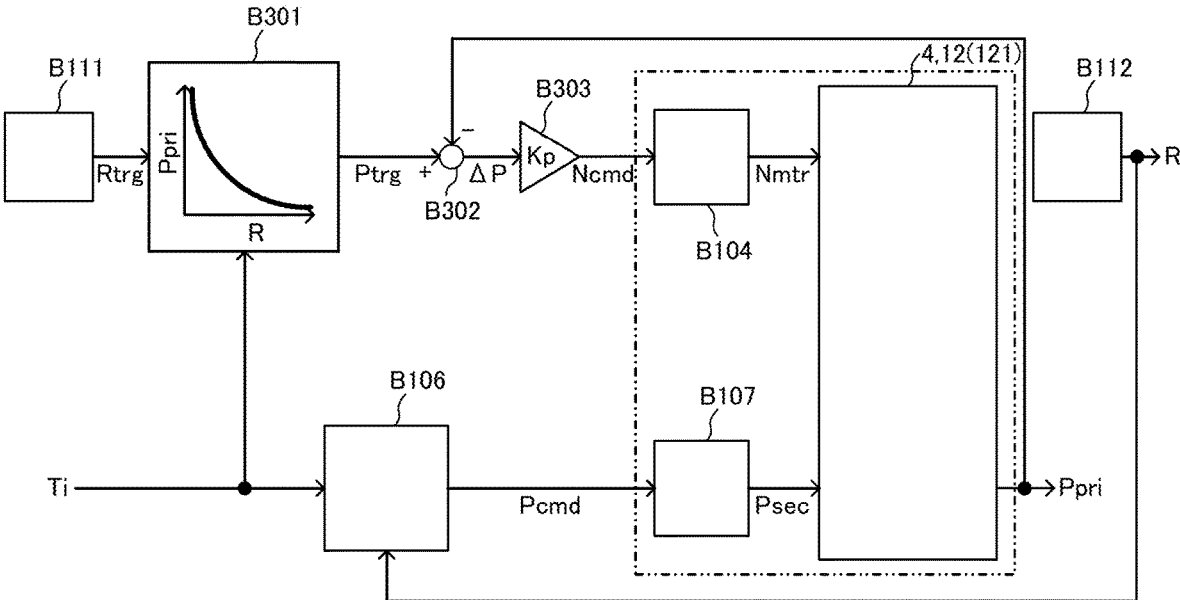 B301
4,12(121)
B111
B112
B303
Ppri
−
Kp
R
Rtrg
Ptrg
+
ΔP
Ncmd
Nmtr
B302
R
B104
B106
B107
Ti
Pcmd
Psec
Ppri